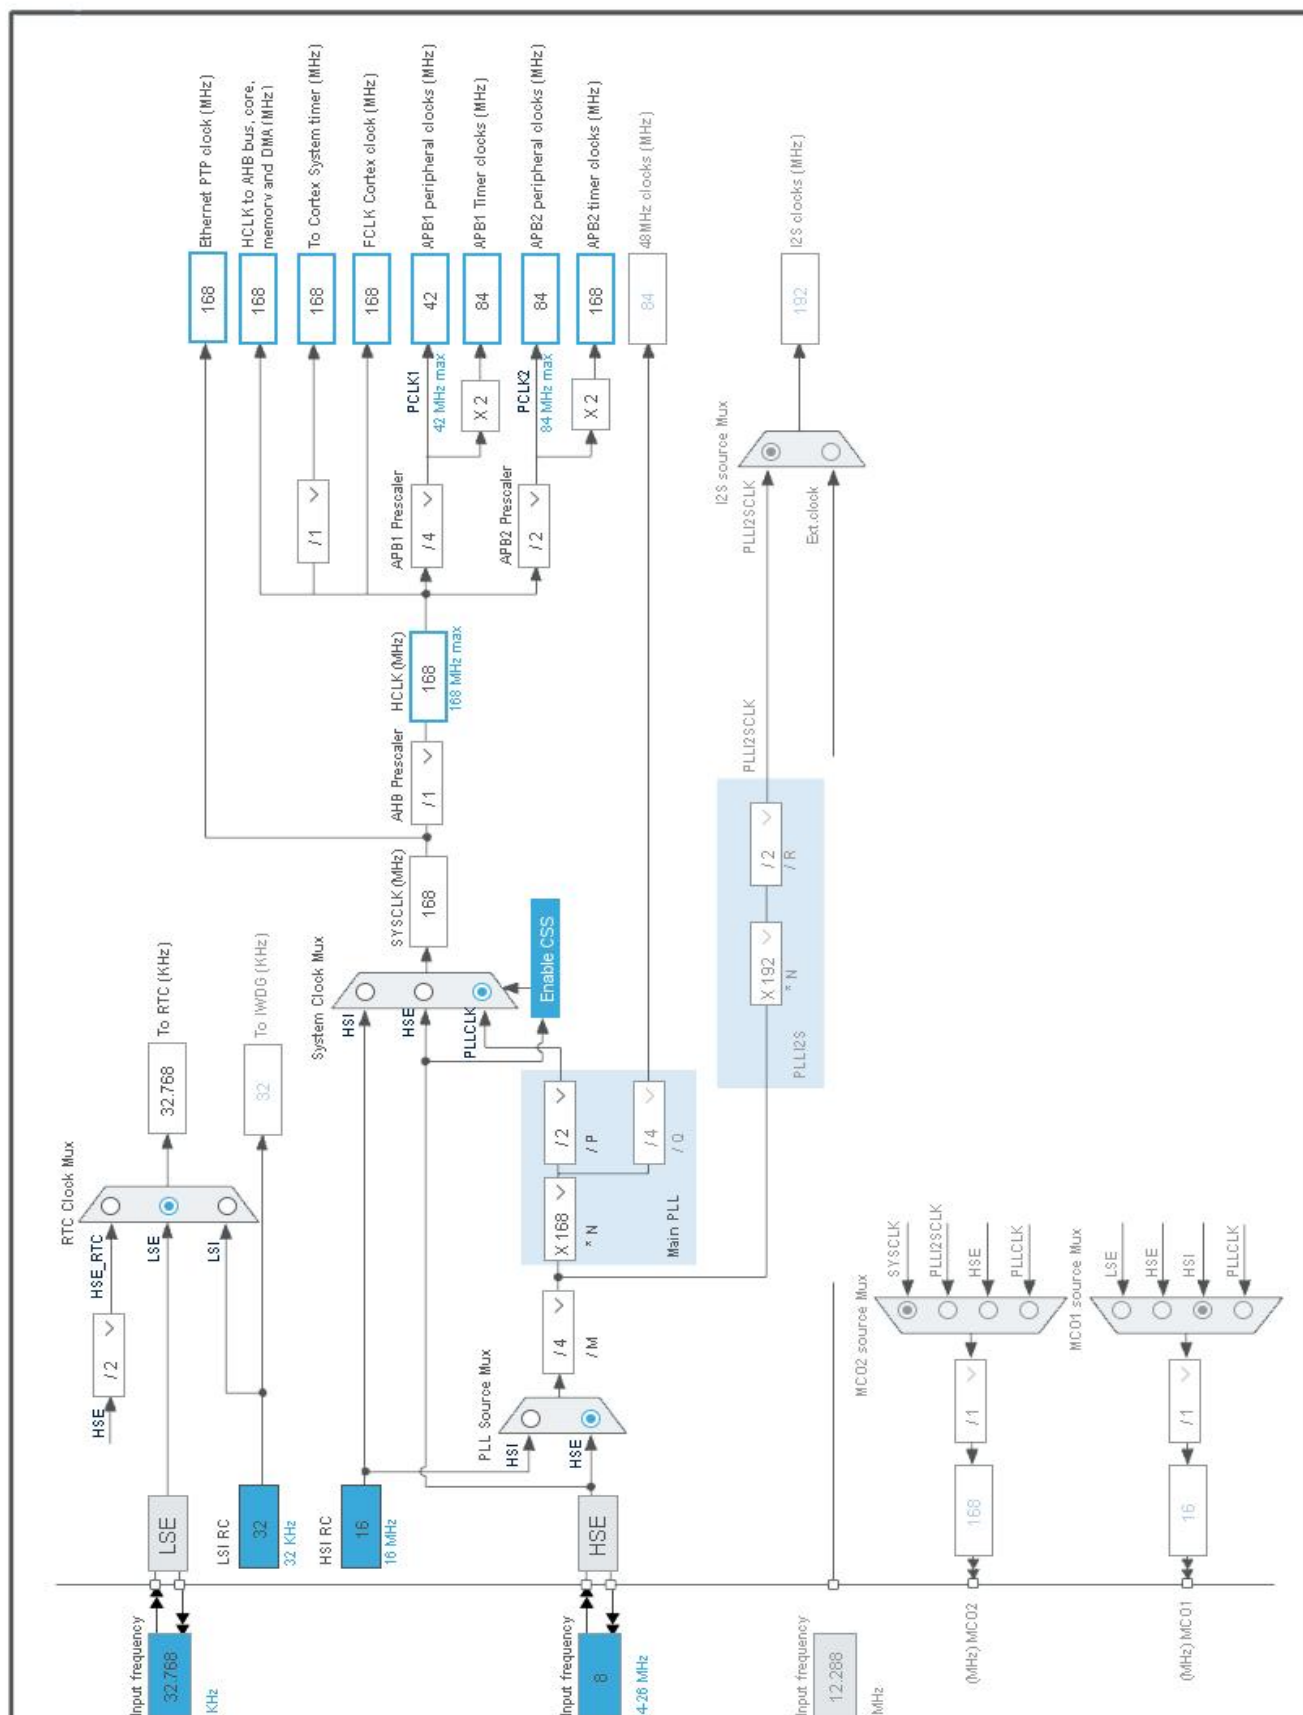 Input frequency
32.768
KHz
LSE
HSE
/ 2
HSE_RTC
LSE
LSI
RTC Clock Mux
32.768
To RTC (KHz)
LSI RC
32
32 KHz
32
To IWDG (KHz)
HSI RC
16
16 MHz
Input frequency
8
4-26 MHz
HSE
PLL Source Mux
HSI
HSE
/ 4
/ M
X 168
* N
/ 2
/ P
/ 4
/ Q
Main PLL
System Clock Mux
HSI
HSE
PLLCLK
Enable CSS
SYSCLK (MHz)
168
AHB Prescaler
/ 1
HCLK (MHz)
168
168 MHz max
/ 1
APB1 Prescaler
/ 4
APB2 Prescaler
/ 2
PCLK1
42 MHz max
X 2
PCLK2
84 MHz max
X 2
168
Ethernet PTP clock (MHz)
168
HCLK to AHB bus, core,
memory and DMA (MHz)
168
To Cortex System timer (MHz)
168
FCLK Cortex clock (MHz)
42
APB1 peripheral clocks (MHz)
84
APB1 Timer clocks (MHz)
84
APB2 peripheral clocks (MHz)
168
APB2 timer clocks (MHz)
84
48MHz clocks (MHz)
X 192
* N
/ 2
/ R
PLLI2S
PLLI2SCLK
PLLI2SCLK
Ext.clock
I2S source Mux
192
I2S clocks (MHz)
Input frequency
12.288
MHz
MCO2 source Mux
SYSCLK
PLLI2SCLK
HSE
PLLCLK
/ 1
168
(MHz) MCO2
MCO1 source Mux
LSE
HSE
HSI
PLLCLK
/ 1
16
(MHz) MCO1